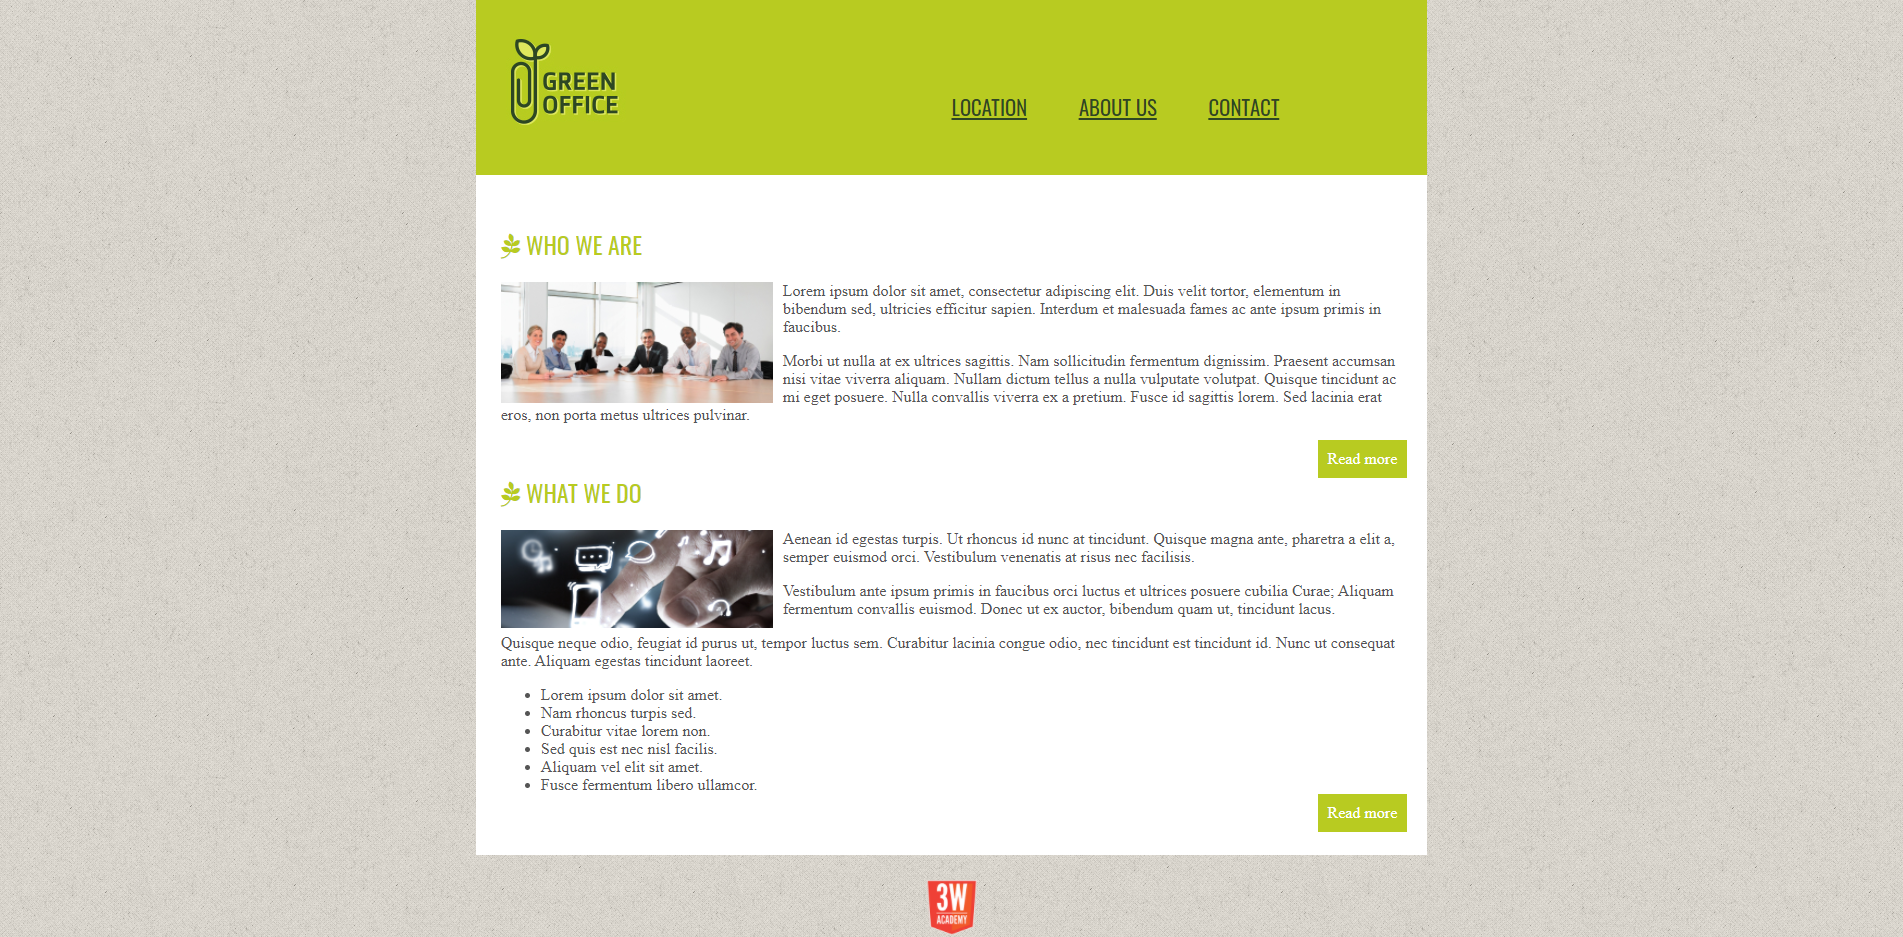 GREEN
OFFICE
LOCATION ABOUT US CONTACT
WHO WE ARE
Lorem ipsum dolor sit amet, consectetur adipiscing elit. Duis velit tortor, elementum in
bibendum sed, ultricies efficitur sapien. Interdum et malesuada fames ac ante ipsum primis in
faucibus.
Morbi ut nulla at ex ultrices sagittis. Nam sollicitudin fermentum dignissim. Praesent accumsan
nisi vitae viverra aliquam. Nullam dictum tellus a nulla vulputate volutpat. Quisque tincidunt ac
mi eget posuere. Nulla convallis viverra ex a pretium. Fusce id sagittis lorem. Sed lacinia erat
eros, non porta metus ultrices pulvinar.
Read more
WHAT WE DO
Aenean id egestas turpis. Ut rhoncus id nunc at tincidunt. Quisque magna ante, pharetra a elit a,
semper euismod orci. Vestibulum venenatis at risus nec facilisis.
Vestibulum ante ipsum primis in faucibus orci luctus et ultrices posuere cubilia Curae; Aliquam
fermentum convallis euismod. Donec ut ex auctor, bibendum quam ut, tincidunt lacus.
Quisque neque odio, feugiat id purus ut, tempor luctus sem. Curabitur lacinia congue odio, nec tincidunt est tincidunt id. Nunc ut consequat
ante. Aliquam egestas tincidunt laoreet.
• Lorem ipsum dolor sit amet.
• Nam rhoncus turpis sed.
• Curabitur vitae lorem non.
• Sed quis est nec nisl facilis.
• Aliquam vel elit sit amet.
• Fusce fermentum libero ullamcor.
Read more
3W
ACADEMY